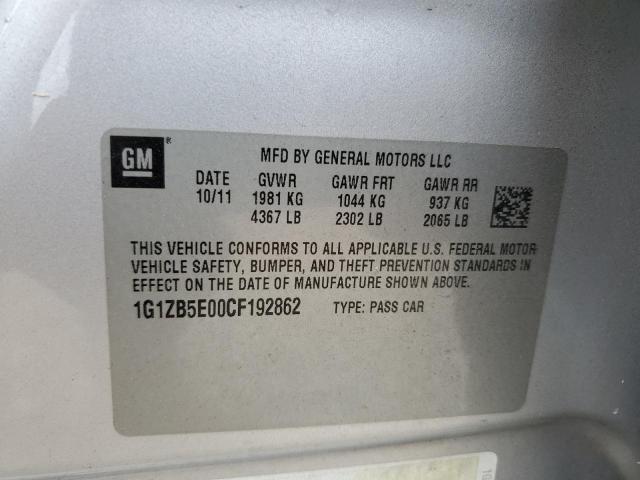 GM®
MFD BY GENERAL MOTORS LLC
DATE GVWR GAWR FRT GAWR RR
10/11 1981 KG 1044 KG 937 KG
4367 LB 2302 LB 2065 LB
THIS VEHICLE CONFORMS TO ALL APPLICABLE U.S. FEDERAL MOTOR
VEHICLE SAFETY, BUMPER, AND THEFT PREVENTION STANDARDS IN
EFFECT ON THE DATE OF MANUFACTURE SHOWN ABOVE.
1G1ZB5E00CF192862 TYPE: PASS CAR